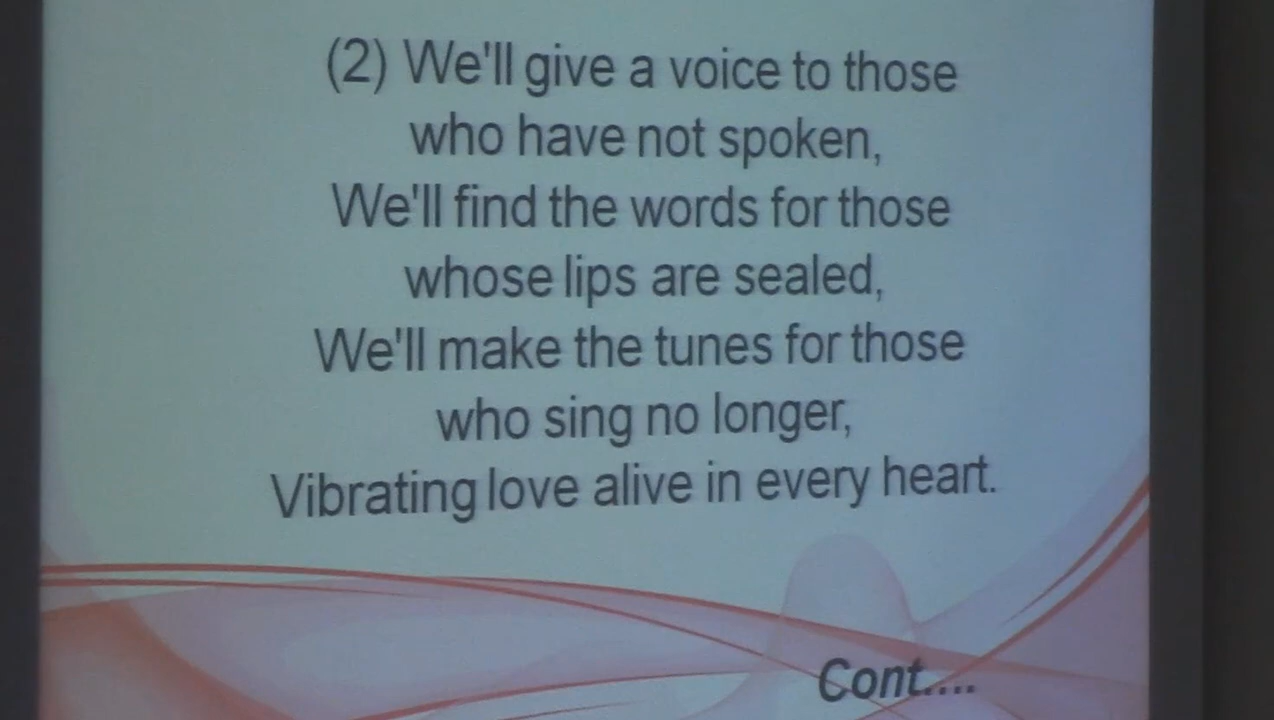 (2) We'll give a voice to those
who have not spoken,
We'll find the words for those
whose lips are sealed,
We'll make the tunes for those
who sing no longer,
Vibrating love alive in every heart.
Cont....